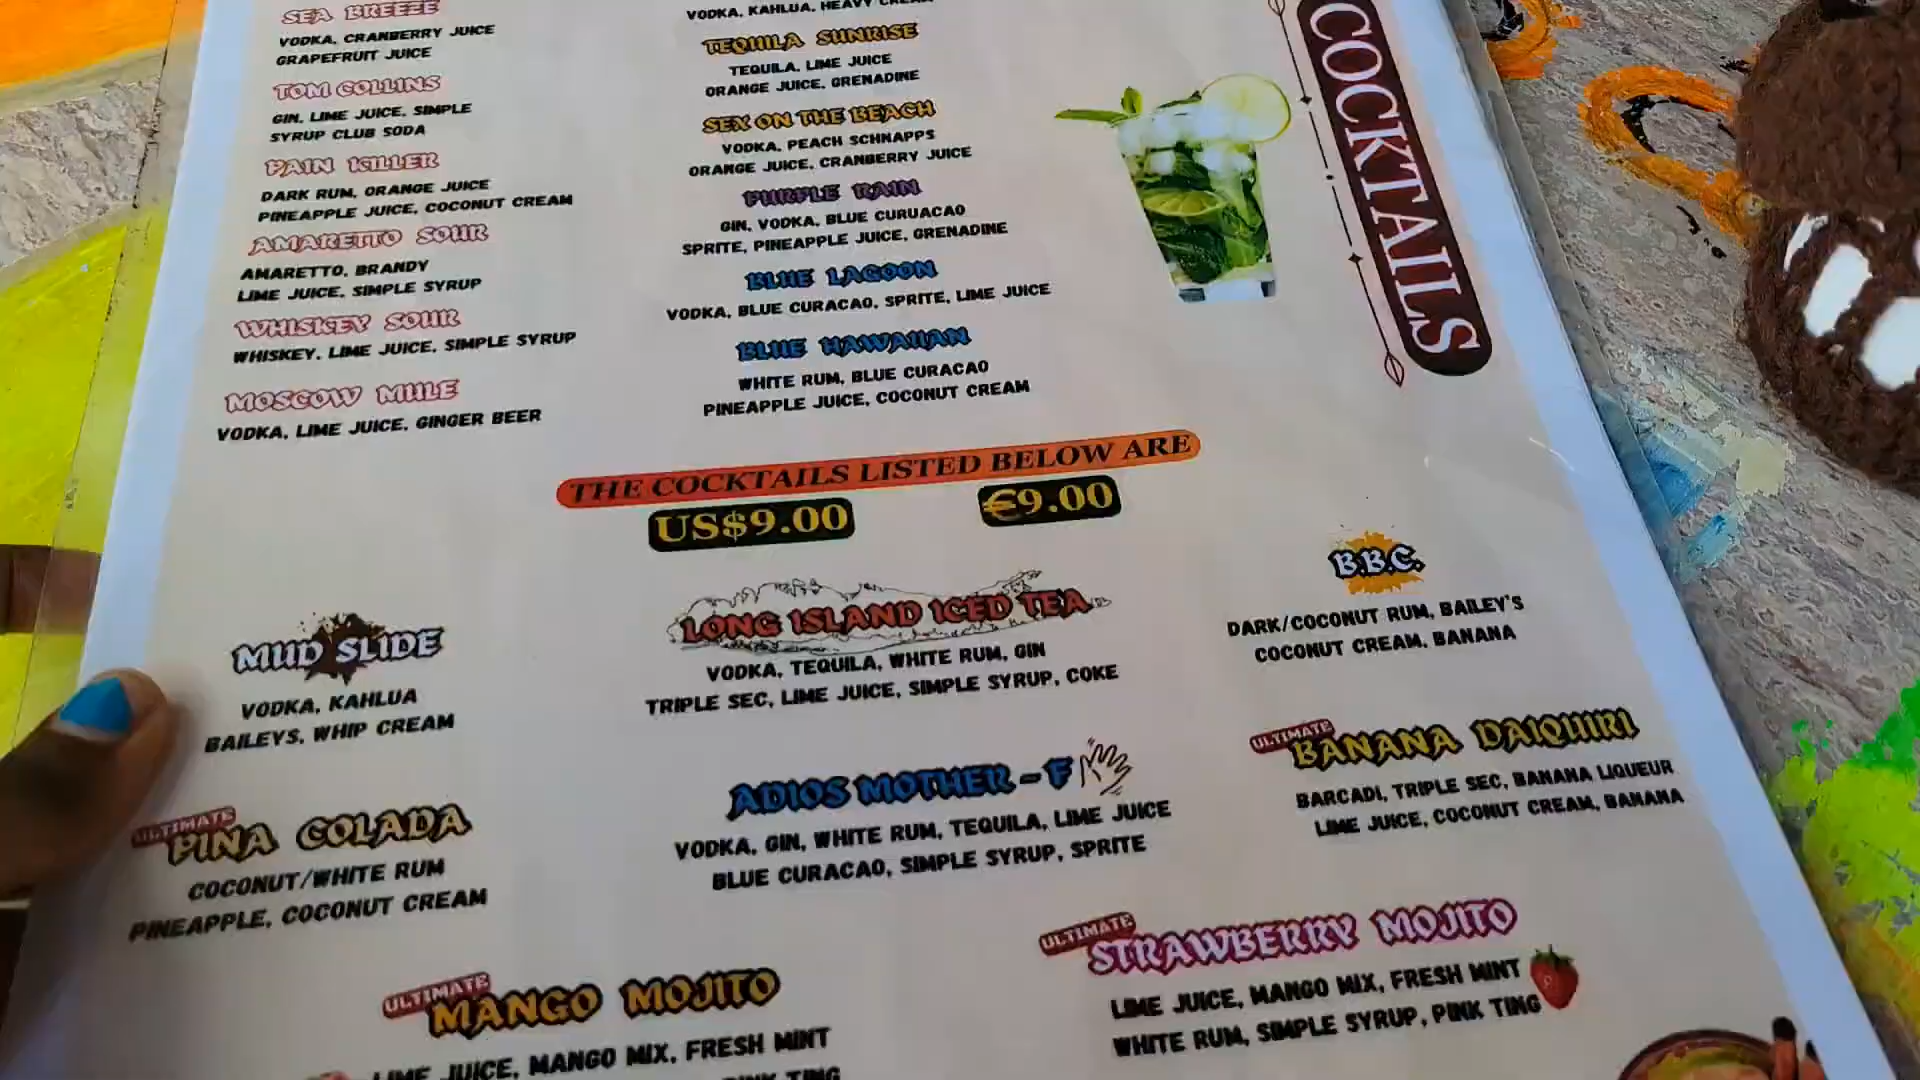 SEA BREEZE
VODKA, CRANBERRY JUICE
GRAPEFRUIT JUICE
TOM COLLINS
GIN, LIME JUICE, SIMPLE
SYRUP CLUB SODA
PAIN KILLER
DARK RUM, ORANGE JUICE
PINEAPPLE JUICE, COCONUT CREAM
AMARETTO SOUR
AMARETTO, BRANDY
LIME JUICE, SIMPLE SYRUP
WHISKEY SOUR
WHISKEY, LIME JUICE, SIMPLE SYRUP
MOSCOW MULE
VODKA, LIME JUICE, GINGER BEER
VODKA, KAHLUA, HEAVY CREAM
TEQUILA SUNRISE
TEQUILA, LIME JUICE
ORANGE JUICE, GRENADINE
SEX ON THE BEACH
VODKA, PEACH SCHNAPPS
ORANGE JUICE, CRANBERRY JUICE
PURPLE RAIN
GIN, VODKA, BLUE CURUACAO
SPRITE, PINEAPPLE JUICE, GRENADINE
BLUE LAGOON
VODKA, BLUE CURACAO, SPRITE, LIME JUICE
BLUE HAWAIIAN
WHITE RUM, BLUE CURACAO
PINEAPPLE JUICE, COCONUT CREAM
COCKTAILS
THE COCKTAILS LISTED BELOW ARE
US$9.00 €9.00
MUD SLIDE
VODKA, KAHLUA
BAILEYS, WHIP CREAM
LONG ISLAND ICED TEA
VODKA, TEQUILA, WHITE RUM, GIN
TRIPLE SEC, LIME JUICE, SIMPLE SYRUP, COKE
B.B.C.
DARK/COCONUT RUM, BAILEY'S
COCONUT CREAM, BANANA
ULTIMATE
PINA COLADA
COCONUT/WHITE RUM
PINEAPPLE, COCONUT CREAM
ADIOS MOTHER - F
VODKA, GIN, WHITE RUM, TEQUILA, LIME JUICE
BLUE CURACAO, SIMPLE SYRUP, SPRITE
ULTIMATE
BANANA DAIQUIRI
BARCADI, TRIPLE SEC, BANANA LIQUEUR
LIME JUICE, COCONUT CREAM, BANANA
ULTIMATE
MANGO MOJITO
LIME JUICE, MANGO MIX, FRESH MINT
PINK TING
ULTIMATE
STRAWBERRY MOJITO
LIME JUICE, MANGO MIX, FRESH MINT
WHITE RUM, SIMPLE SYRUP, PINK TING